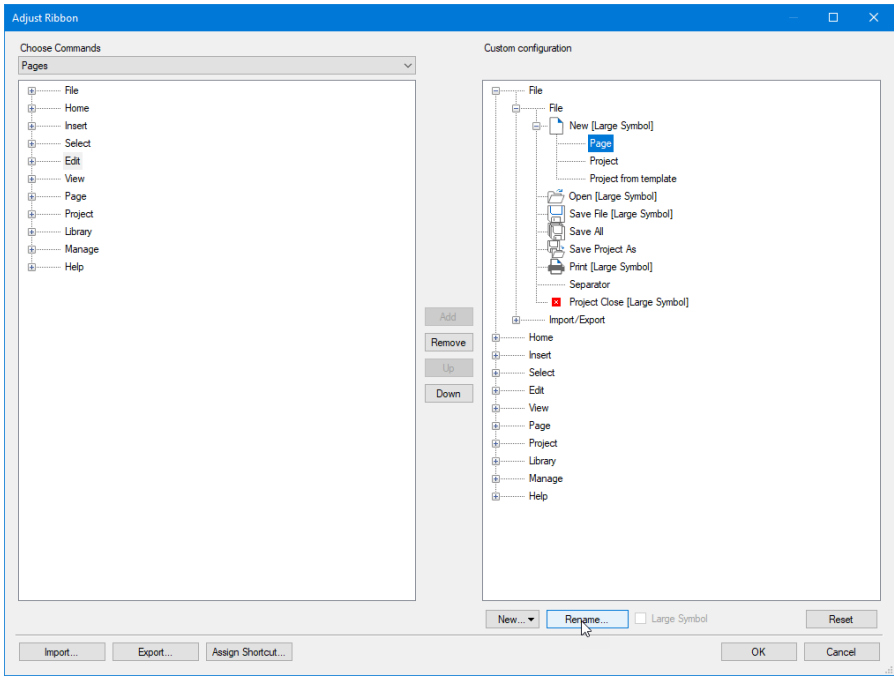 Adjust Ribbon
Choose Commands
Pages
File
Home
Insert
Select
Edit
View
Page
Project
Library
Manage
Help
Add
Remove
Up
Down
Custom configuration
File
File
New [Large Symbol]
Page
Project
Project from template
Open [Large Symbol]
Save File [Large Symbol]
Save All
Save Project As
Print [Large Symbol]
Separator
Project Close [Large Symbol]
Import/Export
Home
Insert
Select
Edit
View
Page
Project
Library
Manage
Help
New... Rename... Large Symbol Reset
Import... Export... Assign Shortcut... OK Cancel